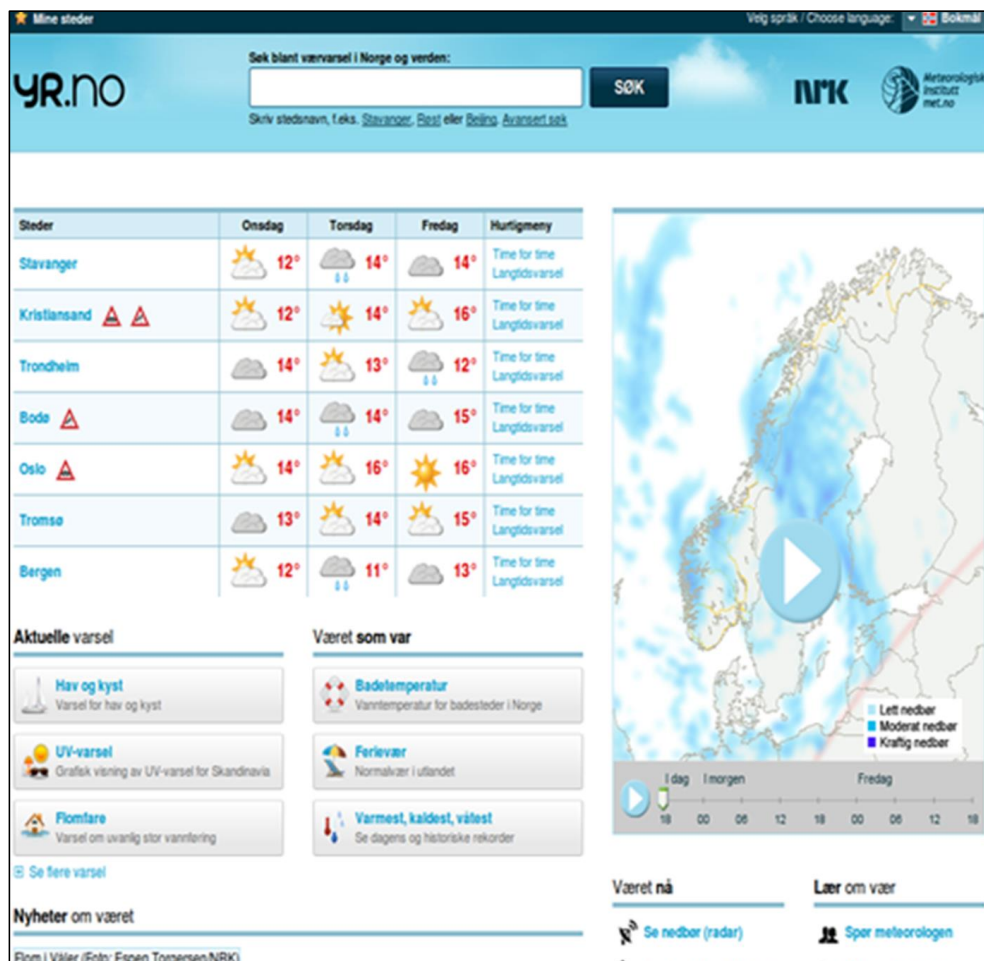 Mine steder
Velg språk / Choose language: Bokmål
Søk blant værvarsel i Norge og verden:
yr.no
SØK
NRK
Meteorologisk
institutt
met.no
Skriv stedsnavn, f.eks. Stavanger, Røst eller Beijing. Avansert søk
Steder Onsdag Torsdag Fredag Hurtigmeny
Stavanger 12° 14° 14° Time for time
Langtidsvarsel
Kristiansand 12° 14° 16° Time for time
Langtidsvarsel
Trondheim 14° 13° 12° Time for time
Langtidsvarsel
Bodø 14° 14° 15° Time for time
Langtidsvarsel
Oslo 14° 16° 16° Time for time
Langtidsvarsel
Tromsø 13° 14° 15° Time for time
Langtidsvarsel
Bergen 12° 11° 13° Time for time
Langtidsvarsel
Lett nedbør
Moderat nedbør
Kraftig nedbør
I dag I morgen Fredag
18 00 06 12 18 00 06 12 18
Aktuelle varsel
Hav og kyst
Varsel for hav og kyst
UV-varsel
Grafisk visning av UV-varsel for Skandinavia
Flomfare
Varsel om uvanlig stor vannføring
Se flere varsel
Været som var
Badetemperatur
Vanntemperatur for badesteder i Norge
Ferievær
Normalvær i utlandet
Varmest, kaldest, våtest
Se dagens og historiske rekorder
Nyheter om været
Flom i Våler (Foto: Espen Torgersen/NRK)
Været nå
Se nedbør (radar)
Lær om vær
Spør meteorologen